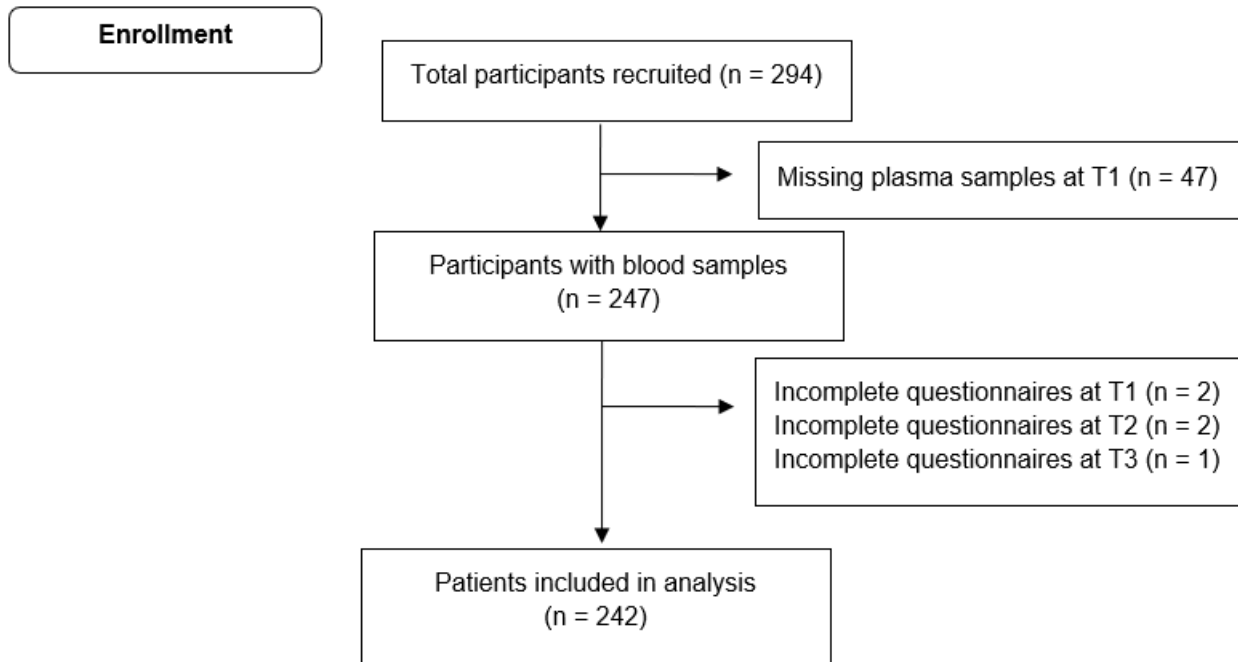 Enrollment
Total participants recruited (n = 294)
Missing plasma samples at T1 (n = 47)
Participants with blood samples
(n = 247)
Incomplete questionnaires at T1 (n = 2)
Incomplete questionnaires at T2 (n = 2)
Incomplete questionnaires at T3 (n = 1)
Patients included in analysis
(n = 242)